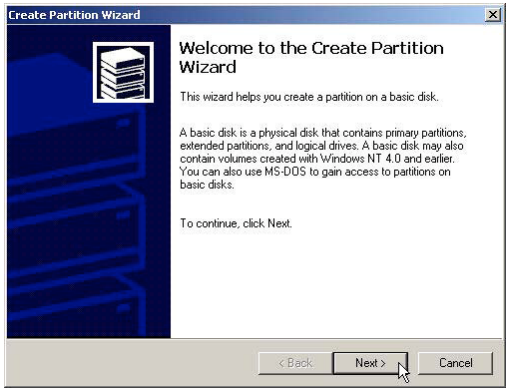 Create Partition Wizard
Welcome to the Create Partition
Wizard
This wizard helps you create a partition on a basic disk.
A basic disk is a physical disk that contains primary partitions,
extended partitions, and logical drives. A basic disk may also
contain volumes created with Windows NT 4.0 and earlier.
You can also use MS-DOS to gain access to partitions on
basic disks.
To continue, click Next.
< Back Next > Cancel